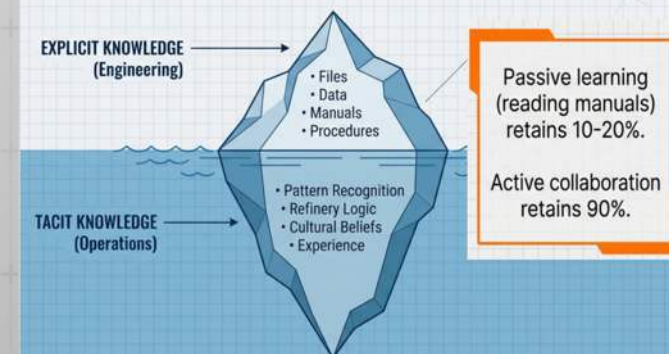 EXPLICIT KNOWLEDGE
(Engineering)
• Files
• Data
• Manuals
• Procedures
TACIT KNOWLEDGE
(Operations)
• Pattern Recognition
• Refinery Logic
• Cultural Beliefs
• Experience
Passive learning
(reading manuals)
retains 10-20%.
Active collaboration
retains 90%.